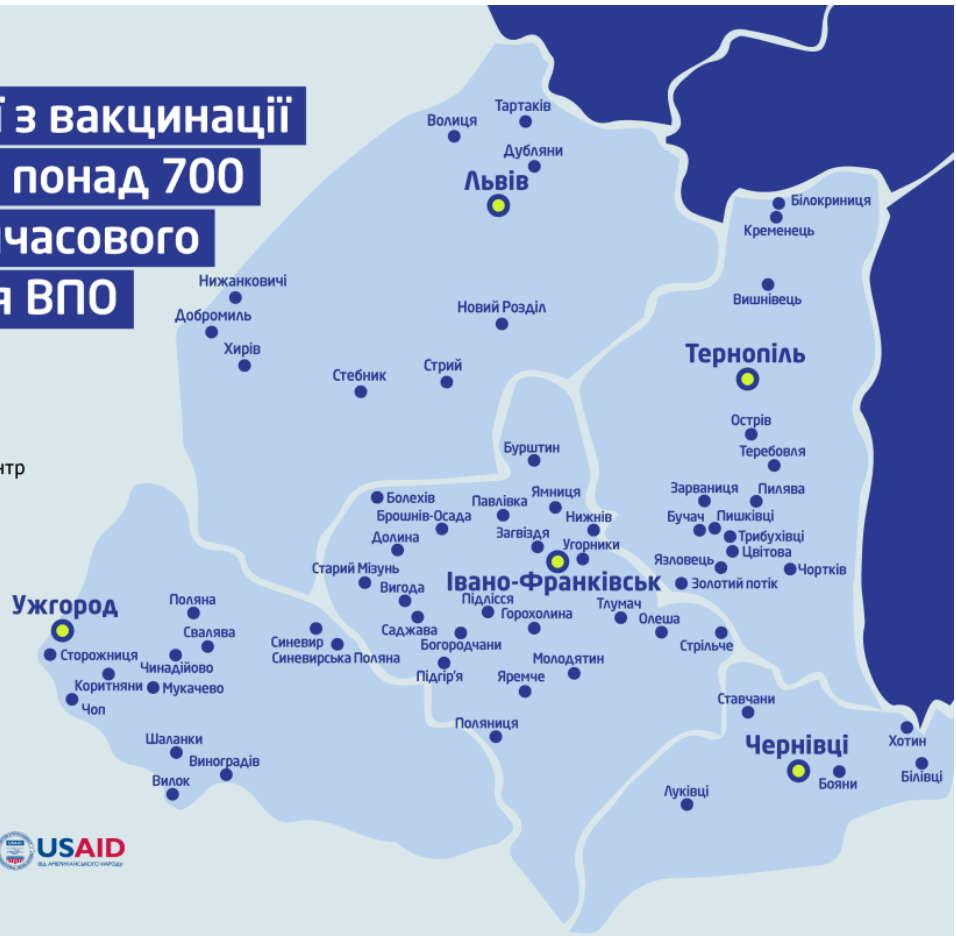 ї з вакцинації
понад 700
часового
я ВПО
нтр
Тартаків
Волиця
Дубляни
Львів
Білокриниця
Кременець
Нижанковичі
Вишнівець
Добромиль
Новий Розділ
Хирів
Тернопіль
Стрий
Стебник
Острів
Бурштин
Теребовля
Зарваниця
Пилява
Болехів
Павлівка
Ямниця
Брошнів-Осада
Нижнів
Бучач
Пишківці
Долина
Загвіздя
Угорники
Трибухівці
Цвітова
Старий Мізунь
Язловець
Чортків
Івано-Франківськ
Золотий потік
Вигода
Підлісся
Поляна
Ужгород
Горохолина
Тлумач
Олеша
Саджава
Свалява
Синевир
Богородчани
Стрільче
Сторожниця
Синевирська Поляна
Чинадійово
Молодятин
Підгір'я
Яремче
Коритняни
Мукачево
Ставчани
Чоп
Поляниця
Шаланки
Чернівці
Хотин
Виноградів
Білівці
Вилок
Бояни
Луківці
USAID
ВІД АМЕРИКАНСЬКОГО НАРОДУ